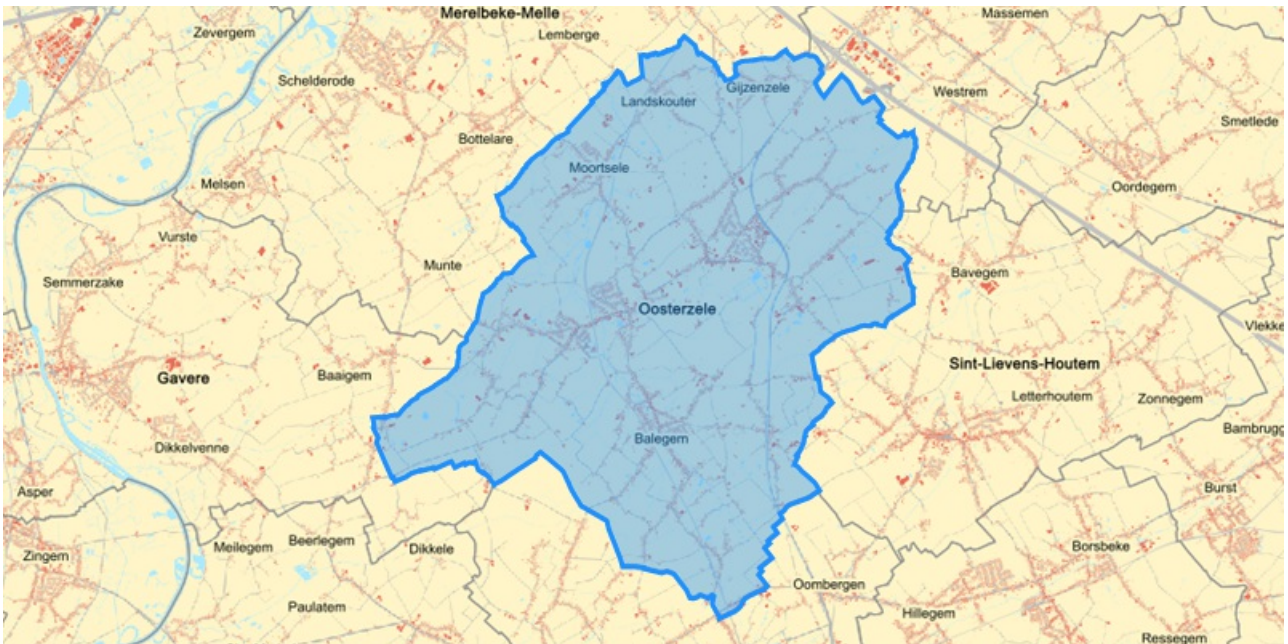 Merelbeke-Melle
Massemen
Zevergem
Lemberge
Schelderode
Gijzenzele
Westrem
Landskouter
Smetlede
Bottelare
Moortsele
Melsen
Oordegem
Vurste
Munte
Bavegem
Semmerzake
Oosterzele
Vlekke
Sint-Lievens-Houtem
Gavere
Baaigem
Letterhoutem
Zonnegem
Bambrugg
Balegem
Dikkelvenne
Asper
Burst
Meilegem
Beerlegem
Dikkele
Borsbeke
Zingem
Oombergen
Paulatem
Hillegem
Ressegem